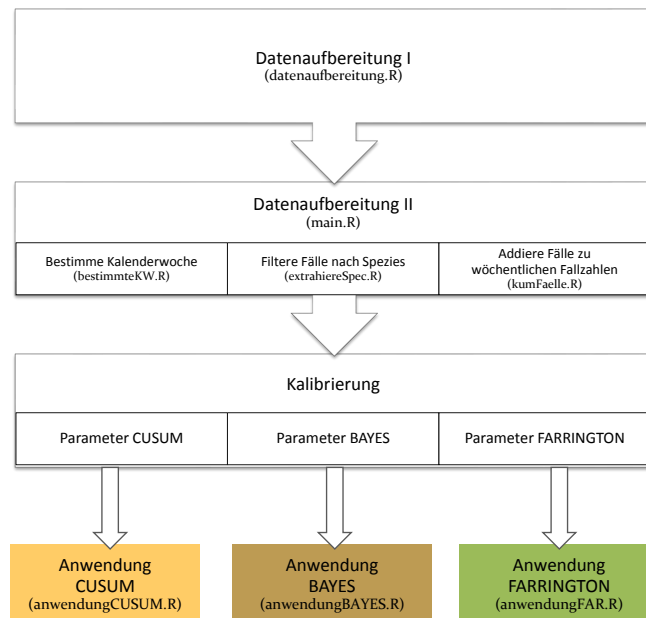 Datenaufbereitung I
(datenaufbereitung.R)
Datenaufbereitung II
(main.R)
Bestimme Kalenderwoche
(bestimmteKW.R)
Filtere Fälle nach Spezies
(extrahiereSpec.R)
Addiere Fälle zu
wöchentlichen Fallzahlen
(kumFaelle.R)
Kalibrierung
Parameter CUSUM
Parameter BAYES
Parameter FARRINGTON
Anwendung
CUSUM
(anwendungCUSUM.R)
Anwendung
BAYES
(anwendungBAYES.R)
Anwendung
FARRINGTON
(anwendungFAR.R)